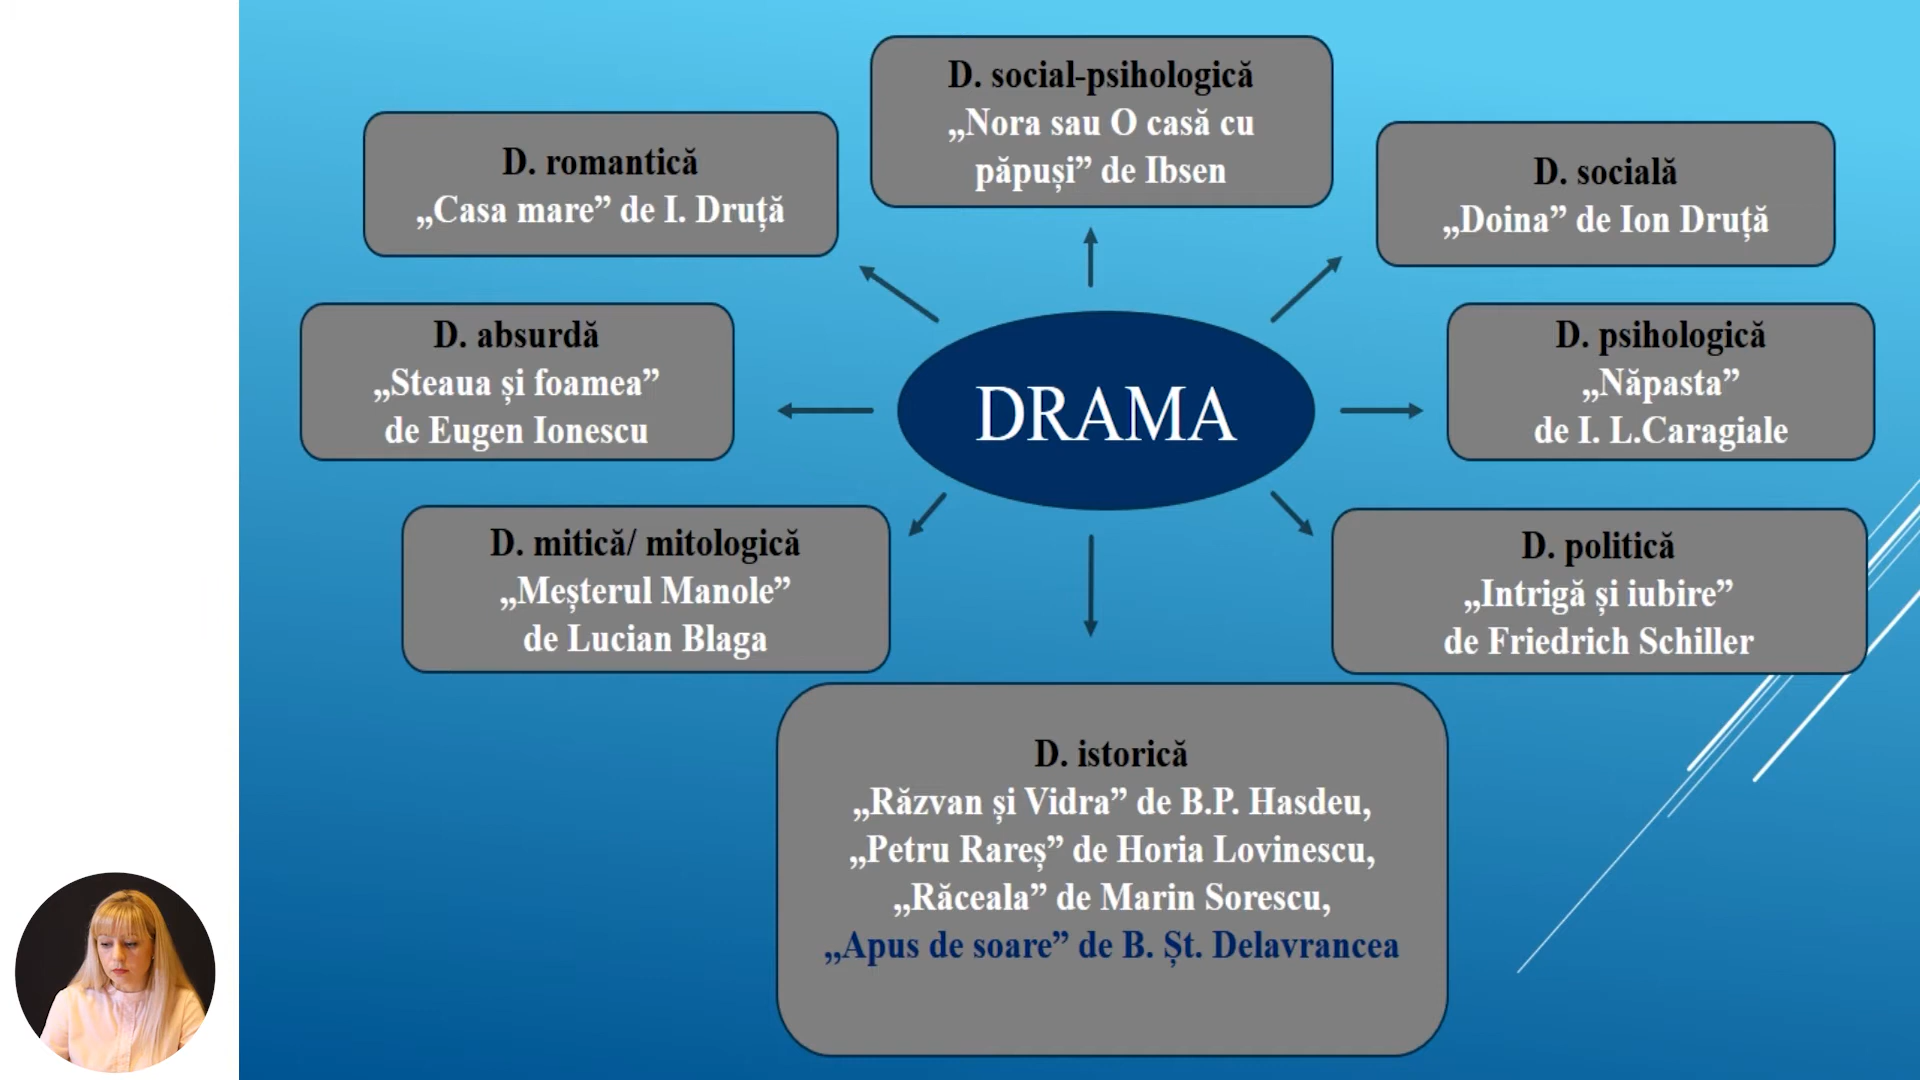 D. social-psihologică
„Nora sau O casă cu
păpuși” de Ibsen
D. romantică
„Casa mare” de I. Druță
D. socială
„Doina” de Ion Druță
D. absurdă
„Steaua și foamea”
de Eugen Ionescu
DRAMA
D. psihologică
„Năpasta”
de I. L.Caragiale
D. mitică/ mitologică
„Meșterul Manole”
de Lucian Blaga
D. politică
„Intrigă și iubire”
de Friedrich Schiller
D. istorică
„Răzvan și Vidra” de B.P. Hasdeu,
„Petru Rareș” de Horia Lovinescu,
„Răceala” de Marin Sorescu,
„Apus de soare” de B. Șt. Delavrancea